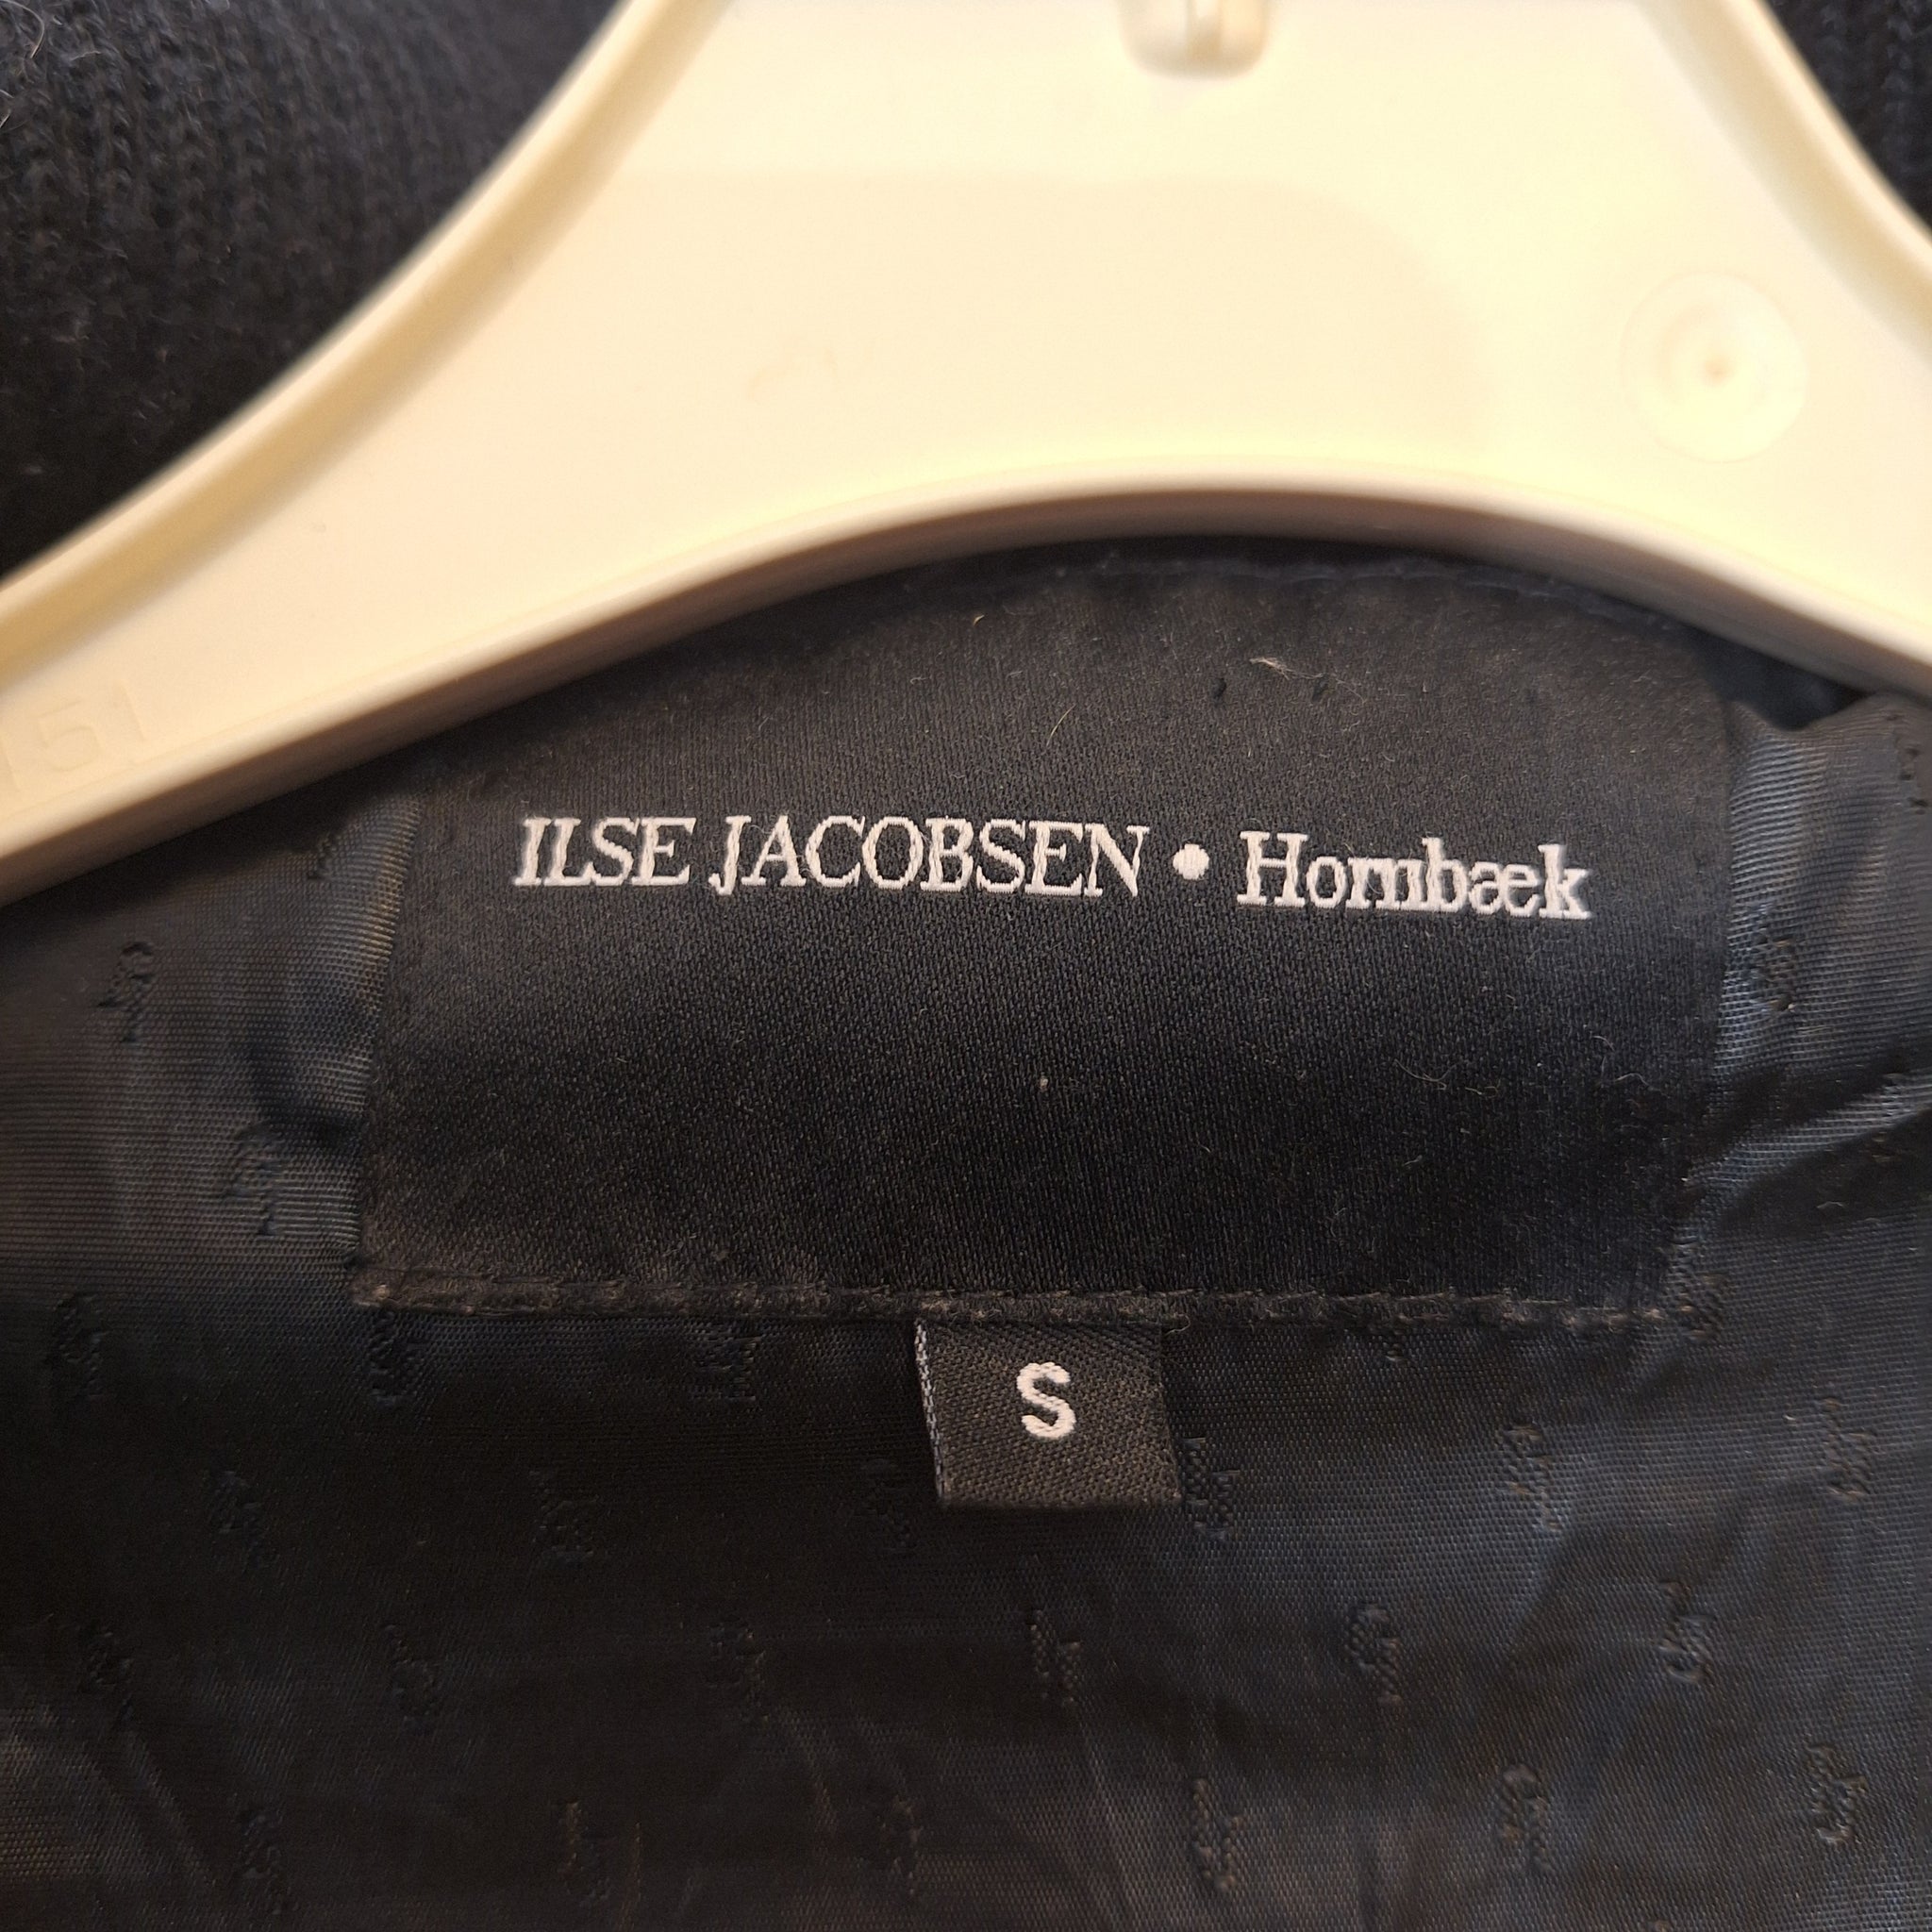 ILSE JACOBSEN • Hornbæk
S